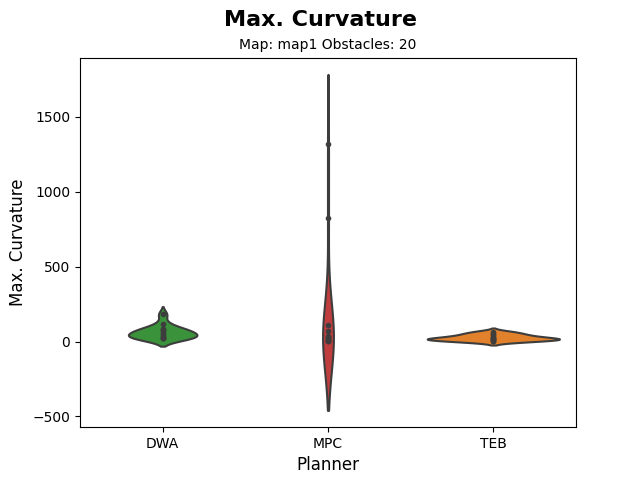 Max. Curvature
Map: map1 Obstacles: 20
Max. Curvature
1500
1000
500
0
−500
DWA
MPC
TEB
Planner